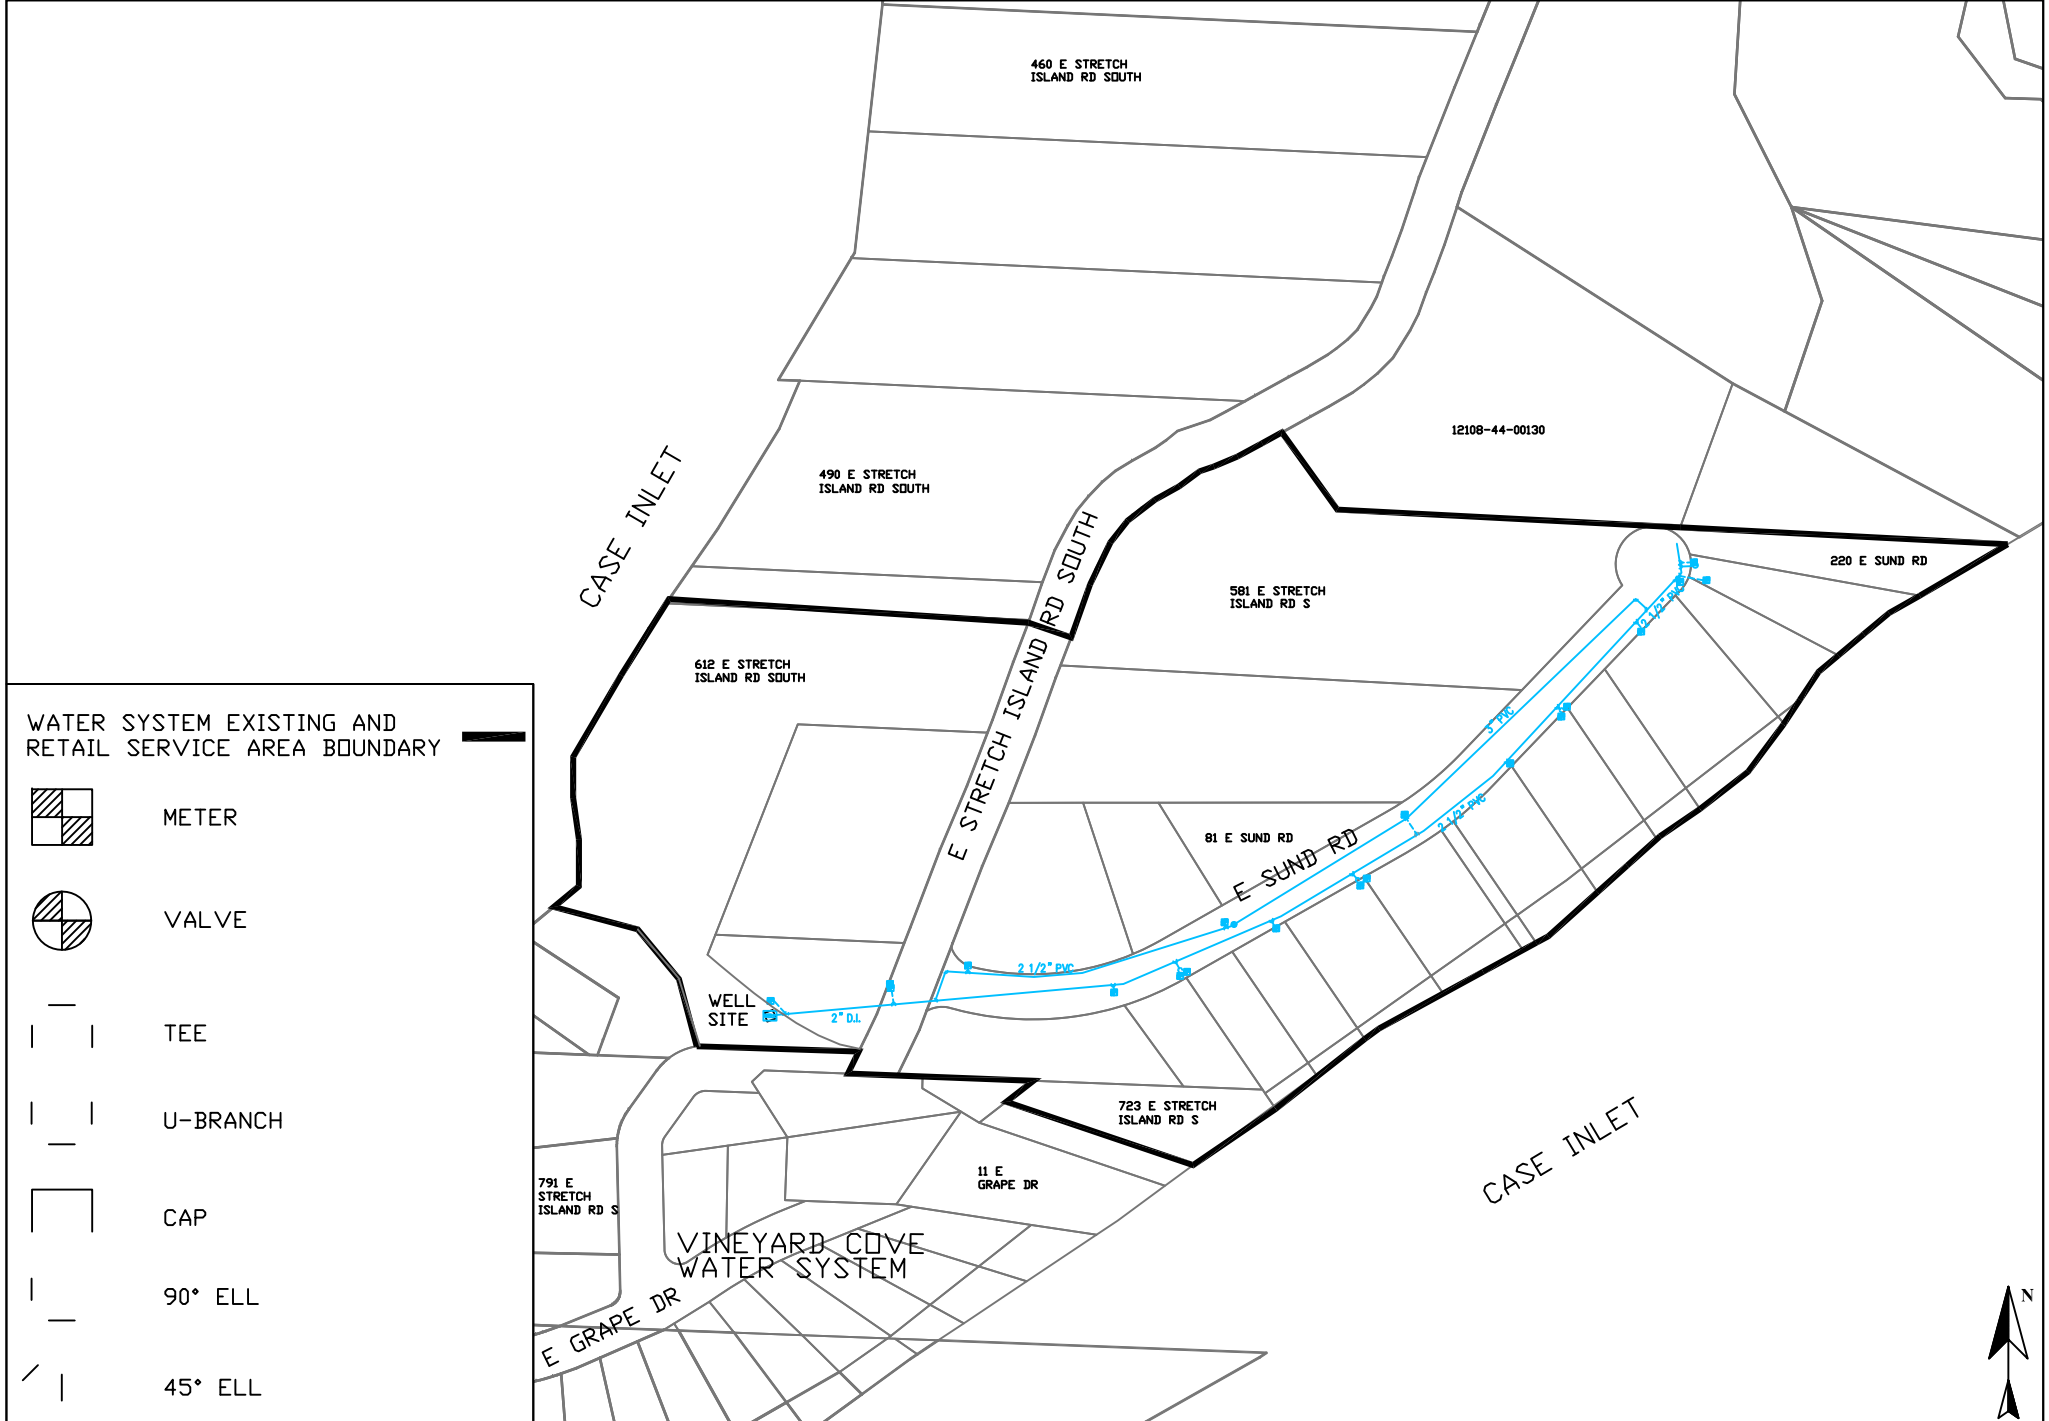 460 E STRETCH
ISLAND RD SOUTH
12108-44-00130
490 E STRETCH
ISLAND RD SOUTH
CASE INLET
E STRETCH ISLAND RD SOUTH
220 E SUND RD
581 E STRETCH
ISLAND RD S
2 1/2" PVC
612 E STRETCH
ISLAND RD SOUTH
3" PVC
2 1/2" PVC
81 E SUND RD
E SUND RD
2 1/2" PVC
WELL
SITE
2" D.I.
723 E STRETCH
ISLAND RD S
CASE INLET
11 E
GRAPE DR
791 E
STRETCH
ISLAND RD S
VINEYARD COVE
WATER SYSTEM
E GRAPE DR
N
WATER SYSTEM EXISTING AND
RETAIL SERVICE AREA BOUNDARY
METER
VALVE
TEE
U-BRANCH
CAP
90° ELL
45° ELL